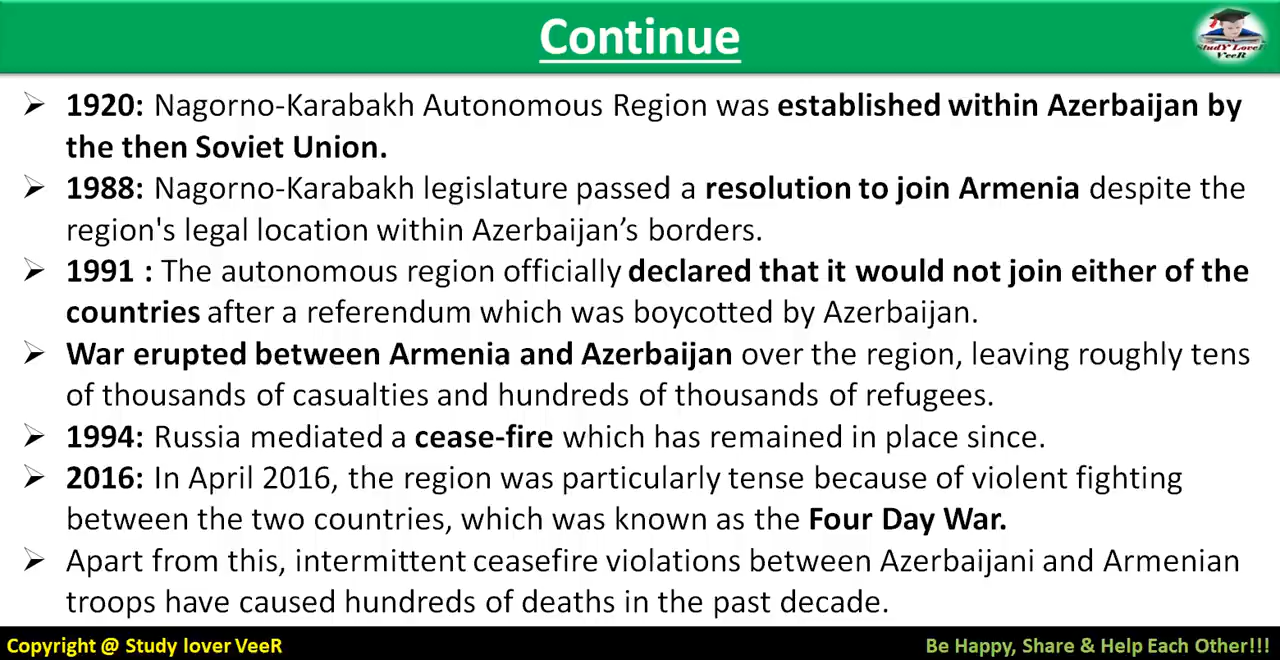 Continue
StudY LoveR
VeeR
➢ 1920: Nagorno-Karabakh Autonomous Region was established within Azerbaijan by
the then Soviet Union.
➢ 1988: Nagorno-Karabakh legislature passed a resolution to join Armenia despite the
region's legal location within Azerbaijan’s borders.
➢ 1991 : The autonomous region officially declared that it would not join either of the
countries after a referendum which was boycotted by Azerbaijan.
➢ War erupted between Armenia and Azerbaijan over the region, leaving roughly tens
of thousands of casualties and hundreds of thousands of refugees.
➢ 1994: Russia mediated a cease-fire which has remained in place since.
➢ 2016: In April 2016, the region was particularly tense because of violent fighting
between the two countries, which was known as the Four Day War.
➢ Apart from this, intermittent ceasefire violations between Azerbaijani and Armenian
troops have caused hundreds of deaths in the past decade.
Copyright @ Study lover VeeR
Be Happy, Share & Help Each Other!!!